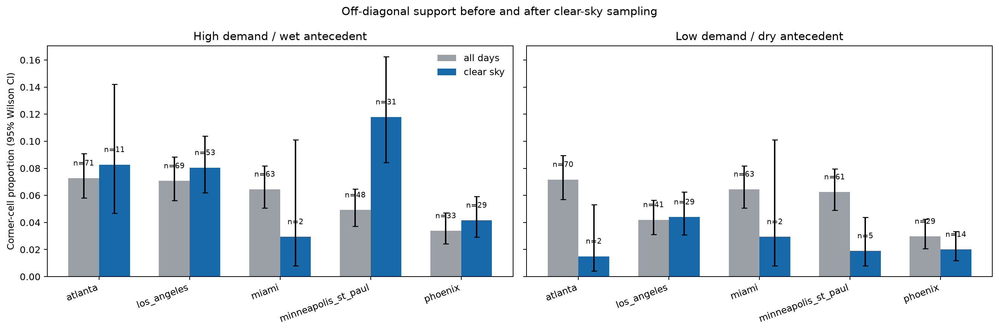 Off-diagonal support before and after clear-sky sampling
High demand / wet antecedent
Low demand / dry antecedent
Corner-cell proportion (95% Wilson CI)
0.16
0.14
0.12
0.10
0.08
0.06
0.04
0.02
0.00
all days
clear sky
n=71
n=11
n=69
n=53
n=63
n=2
n=48
n=31
n=33
n=29
n=70
n=2
n=41
n=29
n=63
n=2
n=61
n=5
n=29
n=14
atlanta
los_angeles
miami
minneapolis_st_paul
phoenix
atlanta
los_angeles
miami
minneapolis_st_paul
phoenix